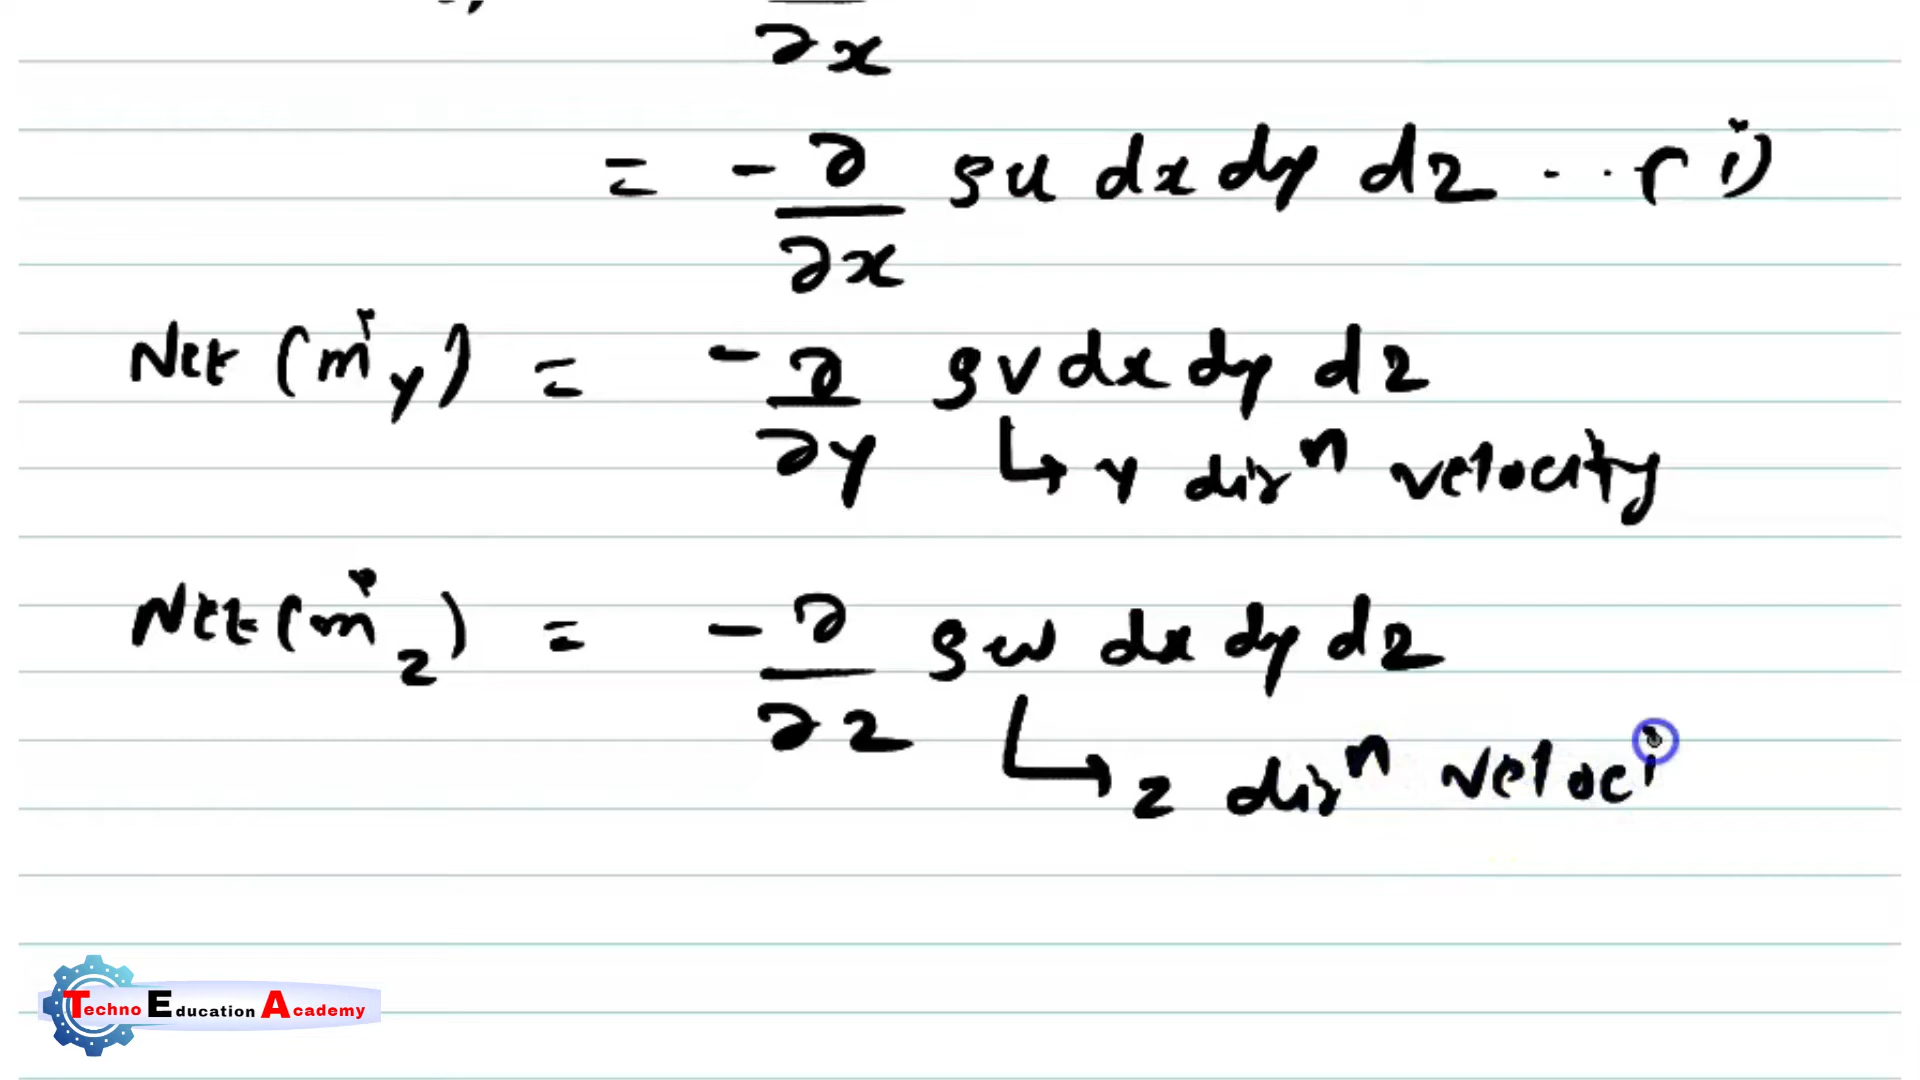 ∂x
= - ∂/∂x ρu dx dy dz ...(i)
Net (ṁy) = - ∂/∂y ρv dx dy dz
↳ y dirⁿ velocity
Net (ṁz) = - ∂/∂z ρw dx dy dz
↳ z dirⁿ veloci
Techno Education Academy